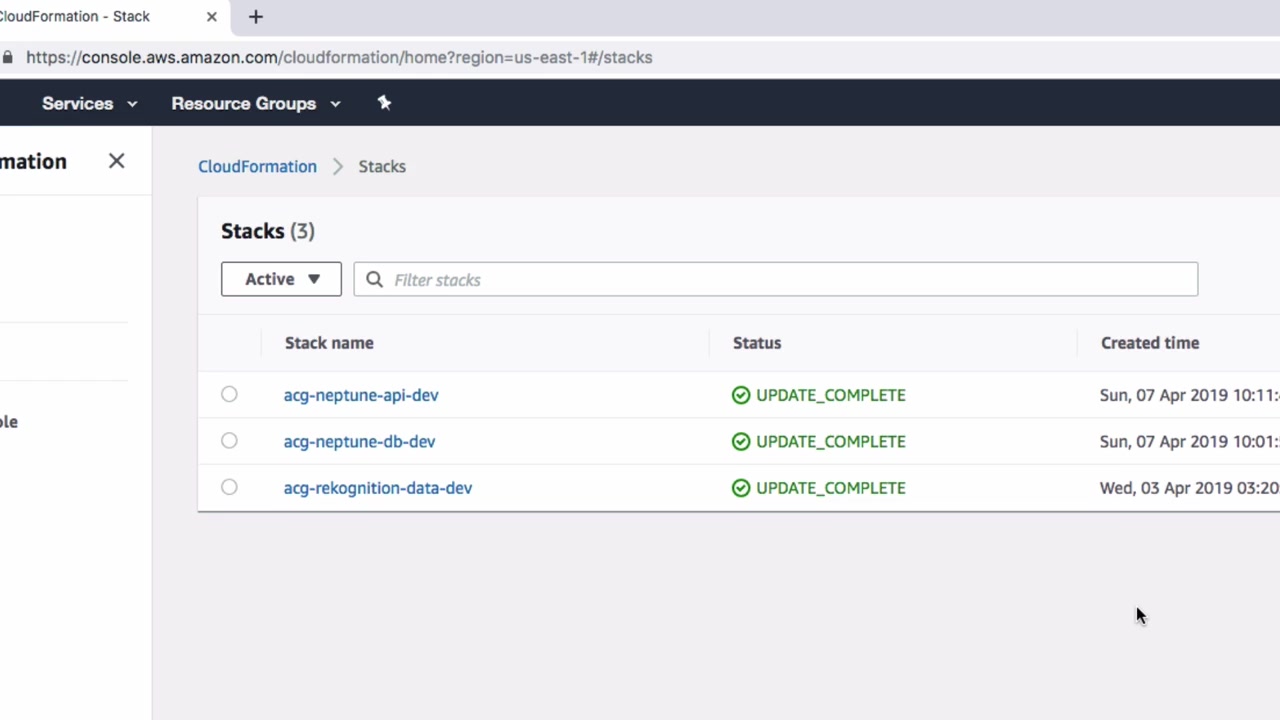 CloudFormation - Stack
https://console.aws.amazon.com/cloudformation/home?region=us-east-1#/stacks
Services Resource Groups
mation
CloudFormation Stacks
Stacks (3)
Active Filter stacks
Stack name Status Created time
acg-neptune-api-dev UPDATE_COMPLETE Sun, 07 Apr 2019 10:11:
acg-neptune-db-dev UPDATE_COMPLETE Sun, 07 Apr 2019 10:01:
ole
acg-rekognition-data-dev UPDATE_COMPLETE Wed, 03 Apr 2019 03:20